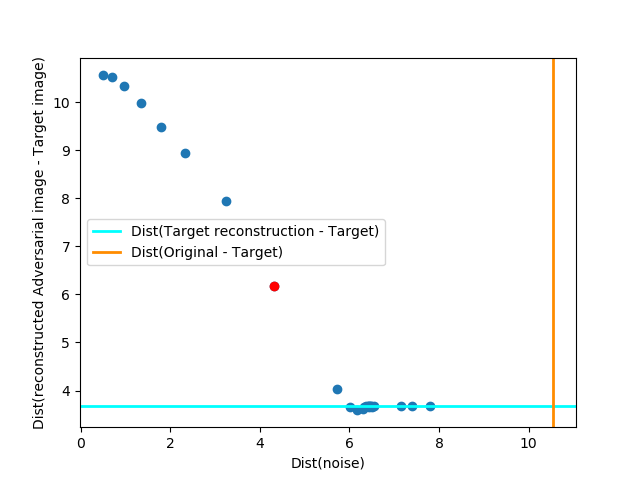 Dist(reconstructed Adversarial image - Target image)
10
9
8
7
6
5
4
Dist(Target reconstruction - Target)
Dist(Original - Target)
0 2 4 6 8 10
Dist(noise)